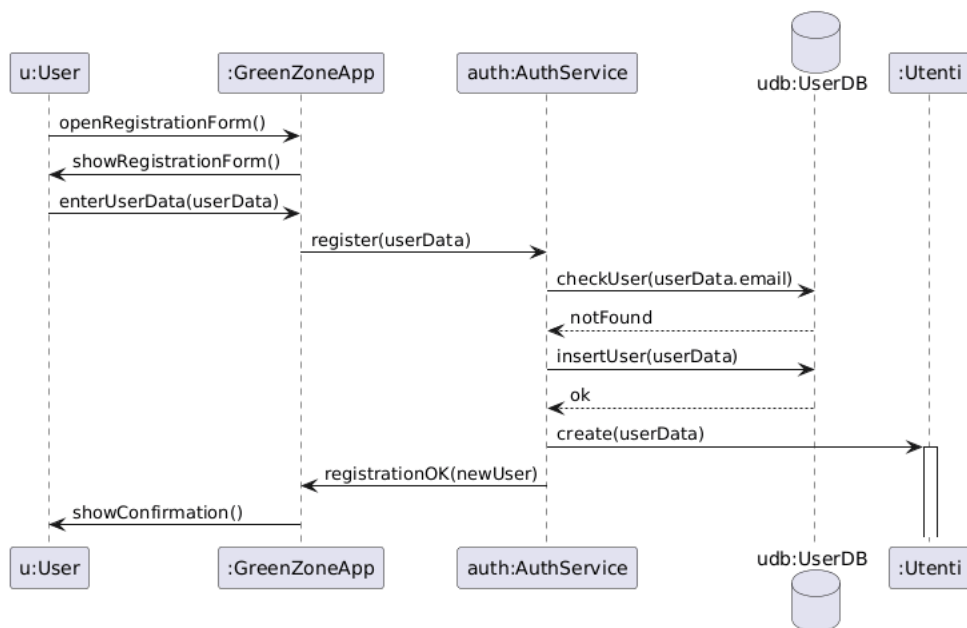 u:User
:GreenZoneApp
auth:AuthService
udb:UserDB
:Utenti
openRegistrationForm()
showRegistrationForm()
enterUserData(userData)
register(userData)
checkUser(userData.email)
notFound
insertUser(userData)
ok
create(userData)
registrationOK(newUser)
showConfirmation()
u:User
:GreenZoneApp
auth:AuthService
udb:UserDB
:Utenti